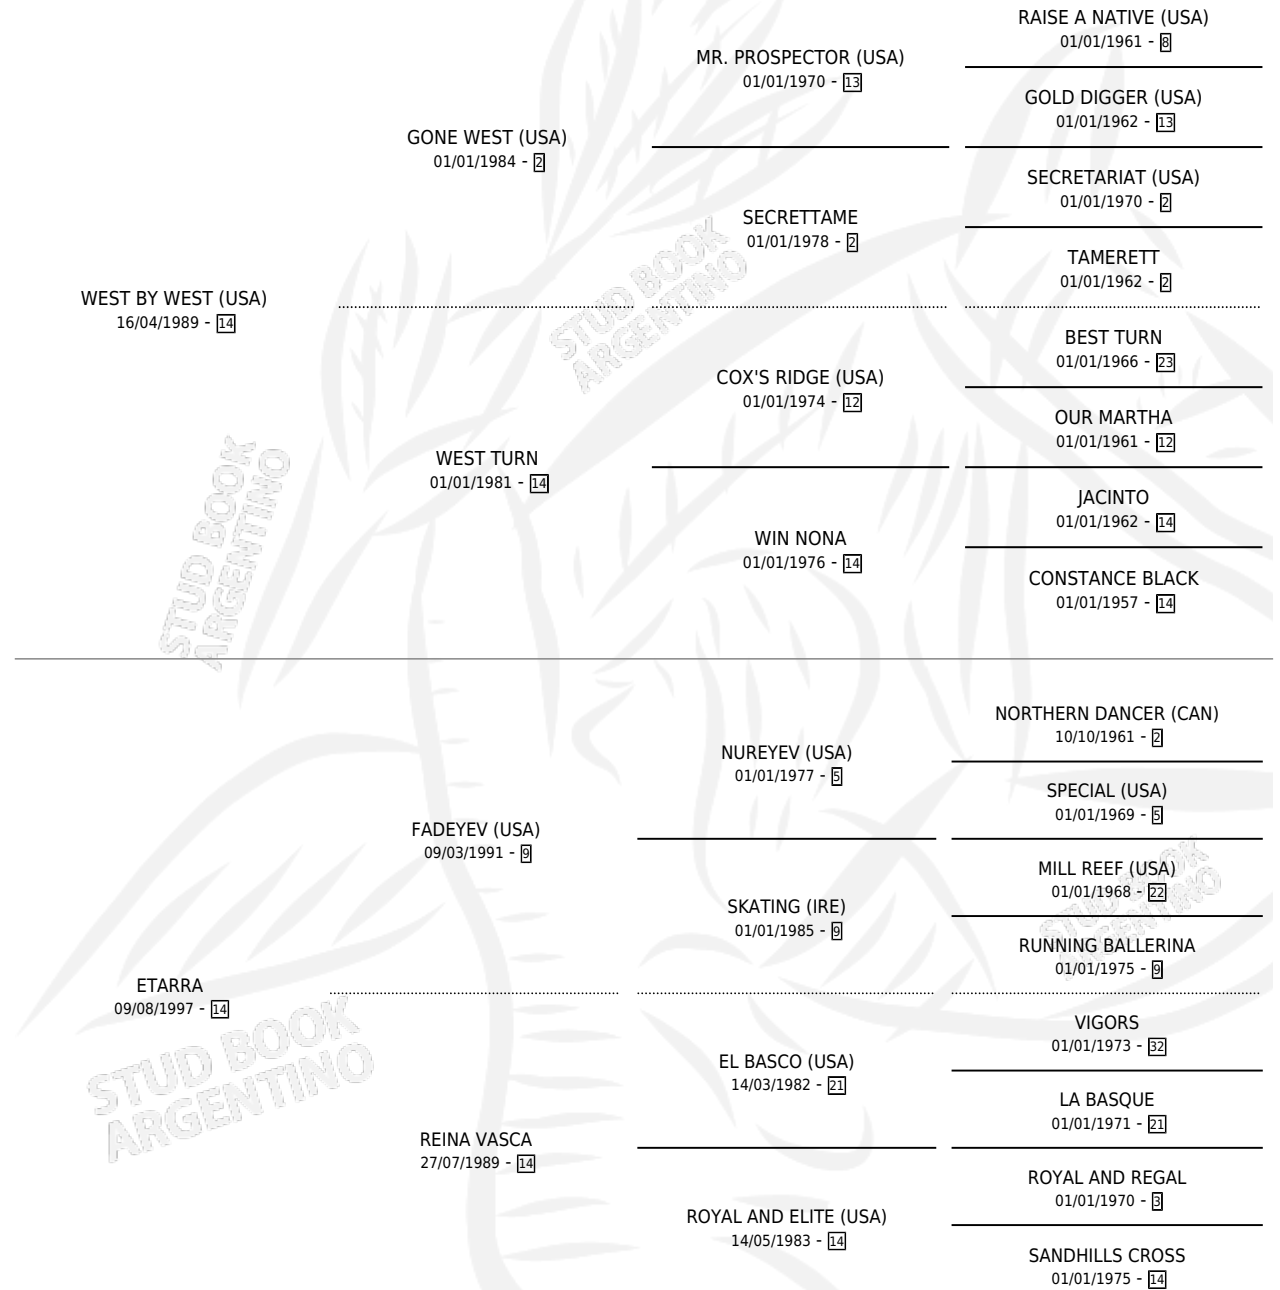 RAISE A NATIVE (USA)
01/01/1961 - 8
MR. PROSPECTOR (USA)
01/01/1970 - 13
GOLD DIGGER (USA)
01/01/1962 - 13
GONE WEST (USA)
01/01/1984 - 2
SECRETARIAT (USA)
01/01/1970 - 2
SECRETTAME
01/01/1978 - 2
TAMERETT
01/01/1962 - 2
WEST BY WEST (USA)
16/04/1989 - 14
BEST TURN
01/01/1966 - 23
COX'S RIDGE (USA)
01/01/1974 - 12
OUR MARTHA
01/01/1961 - 12
WEST TURN
01/01/1981 - 14
JACINTO
01/01/1962 - 14
WIN NONA
01/01/1976 - 14
CONSTANCE BLACK
01/01/1957 - 14
NORTHERN DANCER (CAN)
10/10/1961 - 2
NUREYEV (USA)
01/01/1977 - 5
SPECIAL (USA)
01/01/1969 - 5
FADEYEV (USA)
09/03/1991 - 9
MILL REEF (USA)
01/01/1968 - 22
SKATING (IRE)
01/01/1985 - 9
RUNNING BALLERINA
01/01/1975 - 9
ETARRA
09/08/1997 - 14
VIGORS
01/01/1973 - 32
EL BASCO (USA)
14/03/1982 - 21
LA BASQUE
01/01/1971 - 21
REINA VASCA
27/07/1989 - 14
ROYAL AND REGAL
01/01/1970 - 3
ROYAL AND ELITE (USA)
14/05/1983 - 14
SANDHILLS CROSS
01/01/1975 - 14
STUD BOOK
ARGENTINO
STUD BOOK
ARGENTINO
STUD BOOK
ARGENTINO
STUD BOOK
ARGENTINO